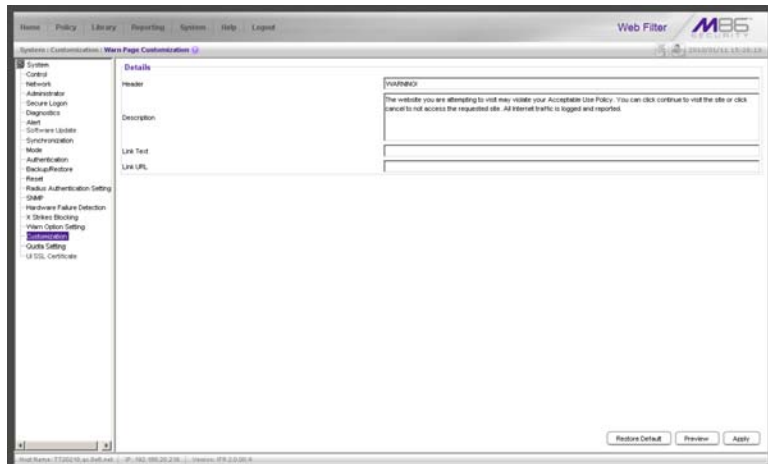 Home Policy Library Reporting System Help Logout
Web Filter
M86
SECURITY
System : Customization : Warn Page Customization
System
Control
Network
Administrator
Secure Logon
Diagnostics
Alert
Software Update
Synchronization
Mode
Authentication
Backup/Restore
Reset
Radius Authentication Setting
SNMP
Hardware Failure Detection
X Strikes Blocking
Warn Option Setting
Customization
Quota Setting
UI SSL Certificate
Details
Header
WARNING!
Description
The website you are attempting to visit may violate your Acceptable Use Policy. You can click continue to visit the site or click
cancel to not access the requested site. All Internet traffic is logged and reported.
Link Text
Link URL
Restore Default Preview Apply
Host Name: IP: Version: